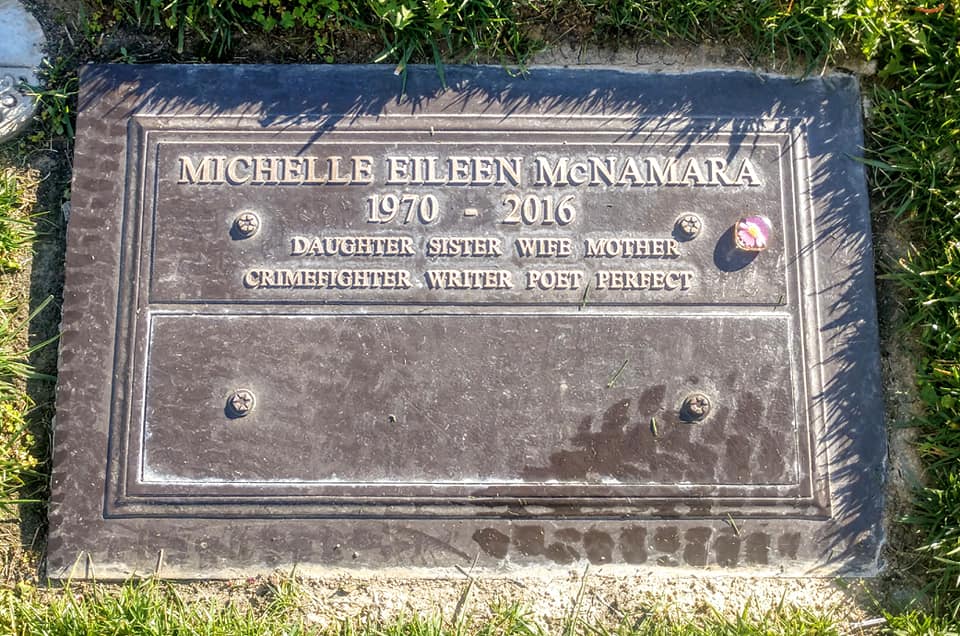 MICHELLE EILEEN McNAMARA
1970 - 2016
DAUGHTER SISTER WIFE MOTHER
CRIMEFIGHTER WRITER POET PERFECT